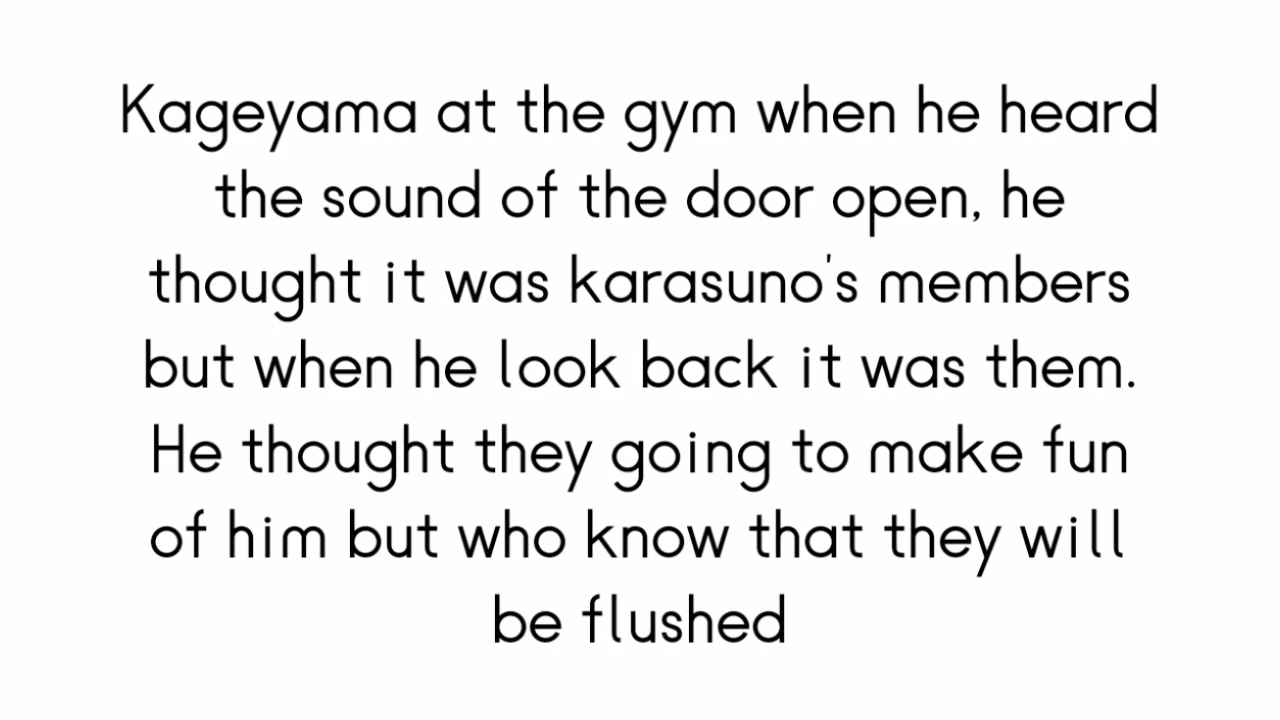 Kageyama at the gym when he heard
the sound of the door open, he
thought it was karasuno's members
but when he look back it was them.
He thought they going to make fun
of him but who know that they will
be flushed